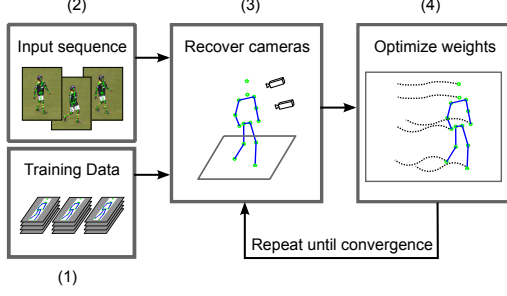 (2)
(3)
(4)
Input sequence
Recover cameras
Optimize weights
Training Data
Repeat until convergence
(1)